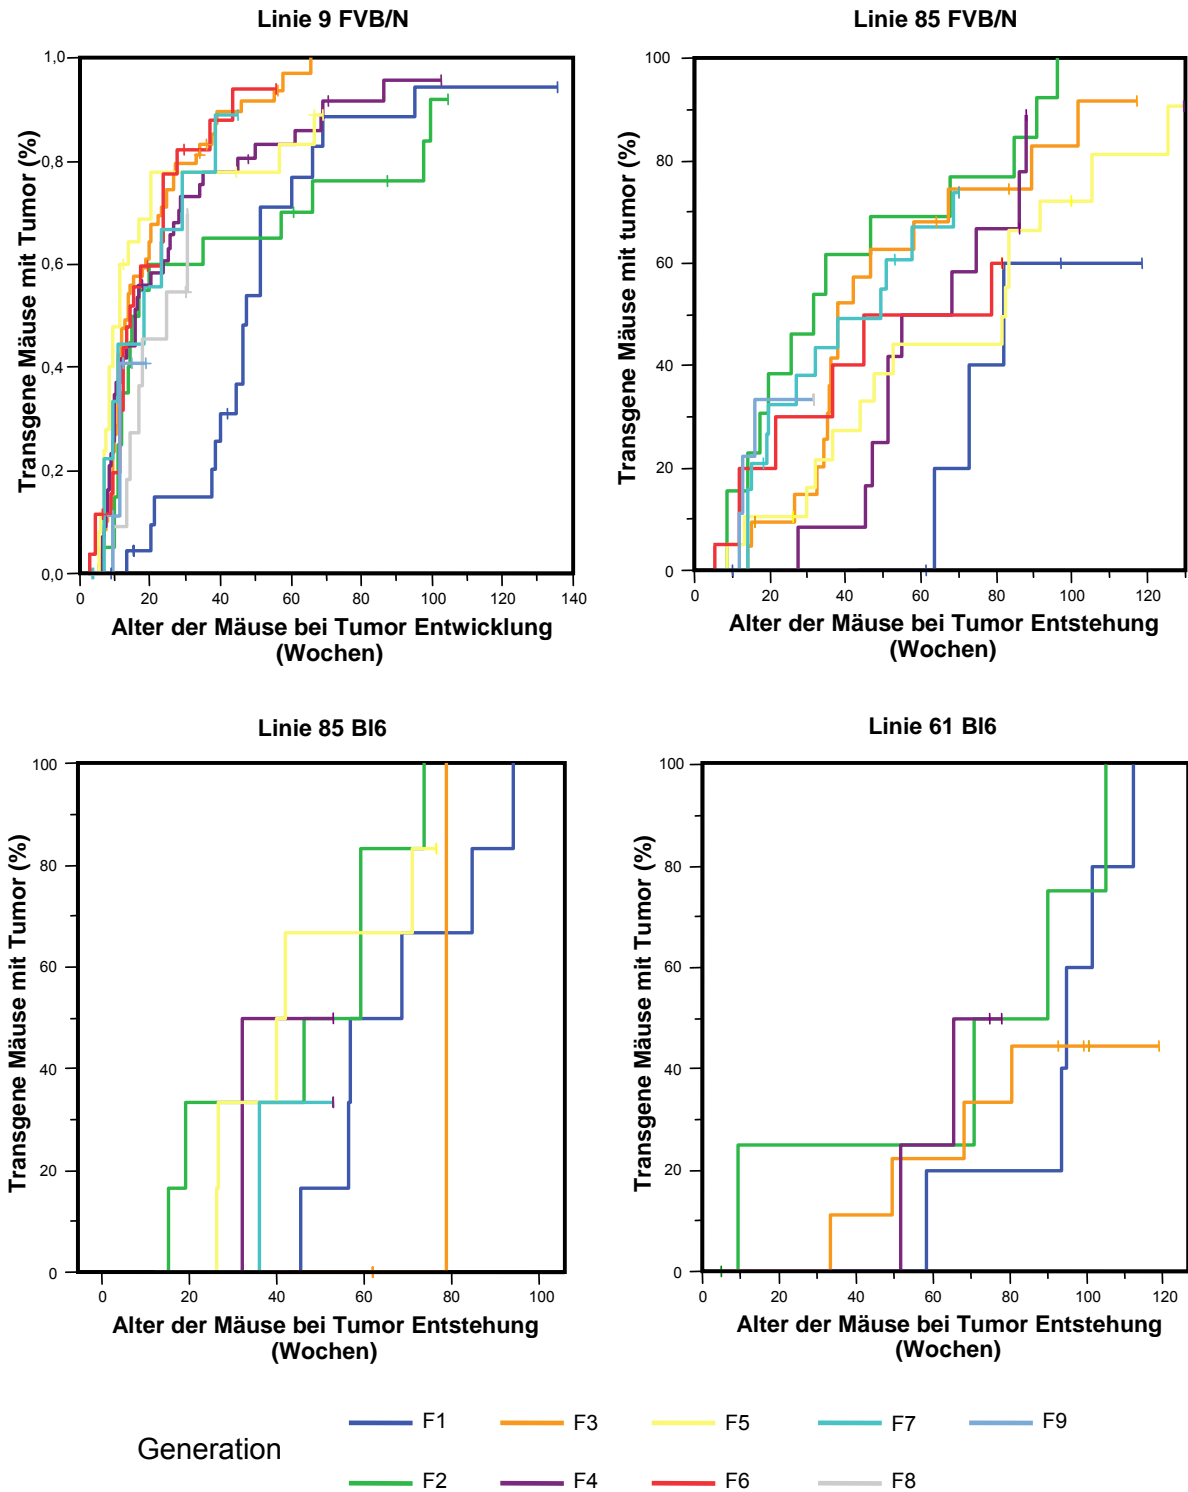 Linie 9 FVB/N
Transgene Mäuse mit Tumor (%)
1,0
0,8
0,6
0,4
0,2
0,0
0 20 40 60 80 100 120 140
Alter der Mäuse bei Tumor Entwicklung
(Wochen)
Linie 85 FVB/N
Transgene Mäuse mit tumor (%)
100
80
60
40
20
0
0 20 40 60 80 100 120
Alter der Mäuse bei Tumor Entstehung
(Wochen)
Linie 85 Bl6
Transgene Mäuse mit Tumor (%)
100
80
60
40
20
0
0 20 40 60 80 100
Alter der Mäuse bei Tumor Entstehung
(Wochen)
Linie 61 Bl6
Transgene Mäuse mit Tumor (%)
100
80
60
40
20
0
0 20 40 60 80 100 120
Alter der Mäuse bei Tumor Entstehung
(Wochen)
Generation
F1 F3 F5 F7 F9
F2 F4 F6 F8